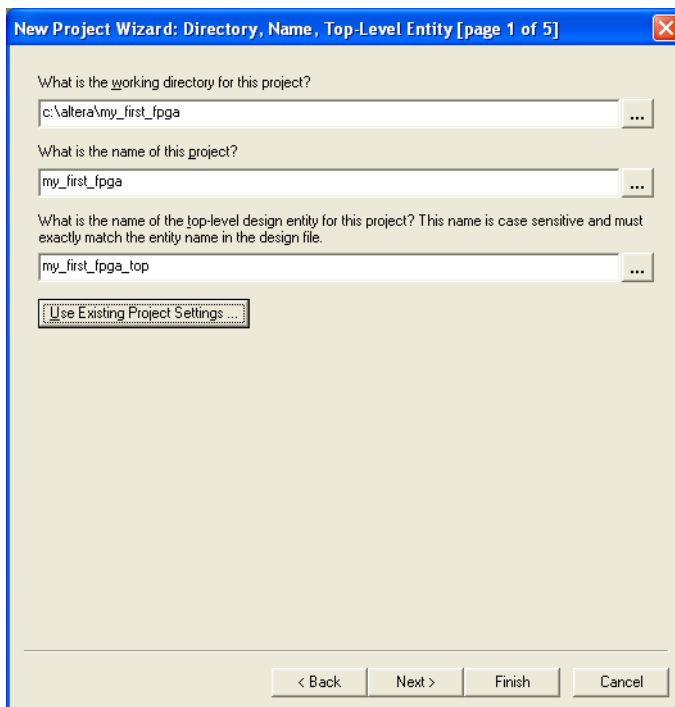 New Project Wizard: Directory, Name, Top-Level Entity [page 1 of 5]
What is the working directory for this project?
c:\altera\my_first_fpga
...
What is the name of this project?
my_first_fpga
...
What is the name of the top-level design entity for this project? This name is case sensitive and must
exactly match the entity name in the design file.
my_first_fpga_top
...
Use Existing Project Settings ...
< Back
Next >
Finish
Cancel